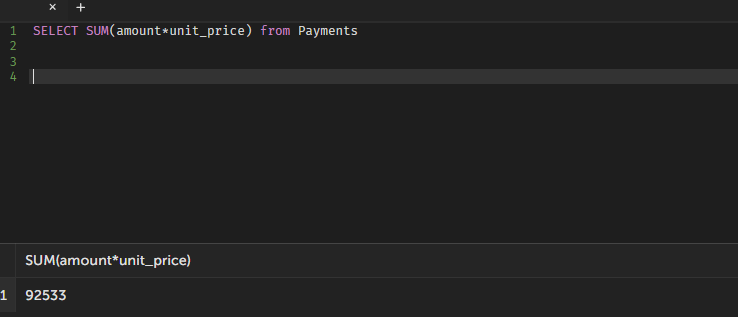 × +
1 SELECT SUM(amount*unit_price) from Payments
2
3
4
SUM(amount*unit_price)
1 92533